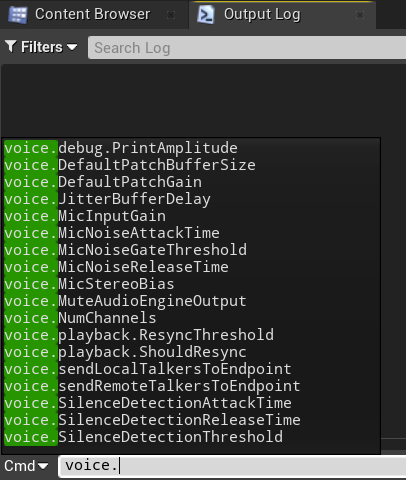 Content Browser
Output Log
Filters
Search Log
voice.debug.PrintAmplitude
voice.DefaultPatchBufferSize
voice.DefaultPatchGain
voice.JitterBufferDelay
voice.MicInputGain
voice.MicNoiseAttackTime
voice.MicNoiseGateThreshold
voice.MicNoiseReleaseTime
voice.MicStereoBias
voice.MuteAudioEngineOutput
voice.NumChannels
voice.playback.ResyncThreshold
voice.playback.ShouldResync
voice.sendLocalTalkersToEndpoint
voice.sendRemoteTalkersToEndpoint
voice.SilenceDetectionAttackTime
voice.SilenceDetectionReleaseTime
voice.SilenceDetectionThreshold
Cmd voice.